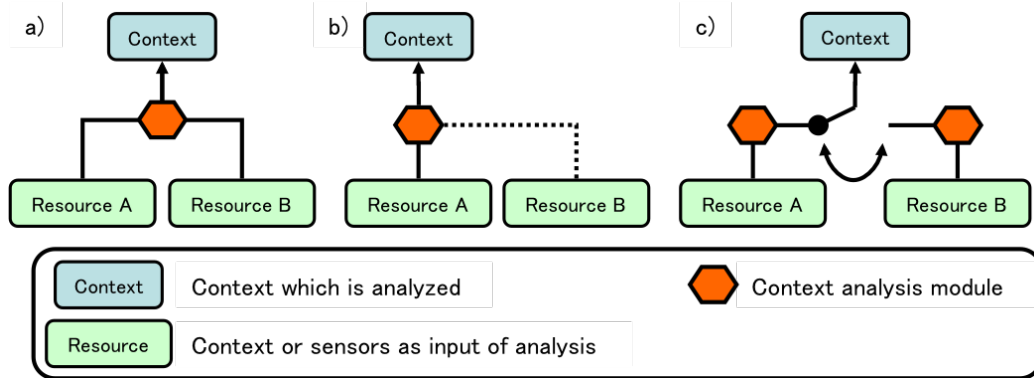 a)
Context
Resource A
Resource B
b)
Context
Resource A
Resource B
c)
Context
Resource A
Resource B
Context
Context which is analyzed
Context analysis module
Resource
Context or sensors as input of analysis